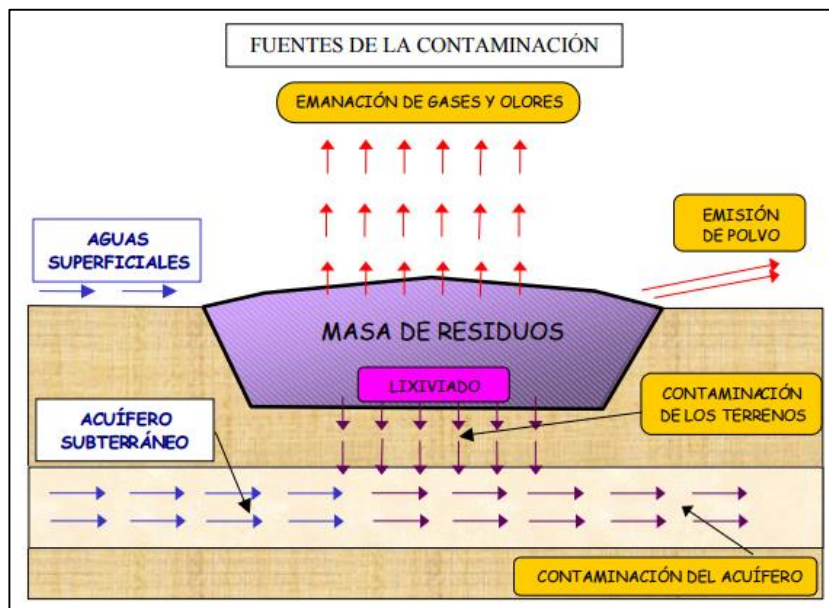 FUENTES DE LA CONTAMINACIÓN
EMANACIÓN DE GASES Y OLORES
EMISIÓN
DE POLVO
AGUAS
SUPERFICIALES
MASA DE RESIDUOS
LIXIVIADO
CONTAMINACIÓN
DE LOS TERRENOS
ACUÍFERO
SUBTERRÁNEO
CONTAMINACIÓN DEL ACUÍFERO